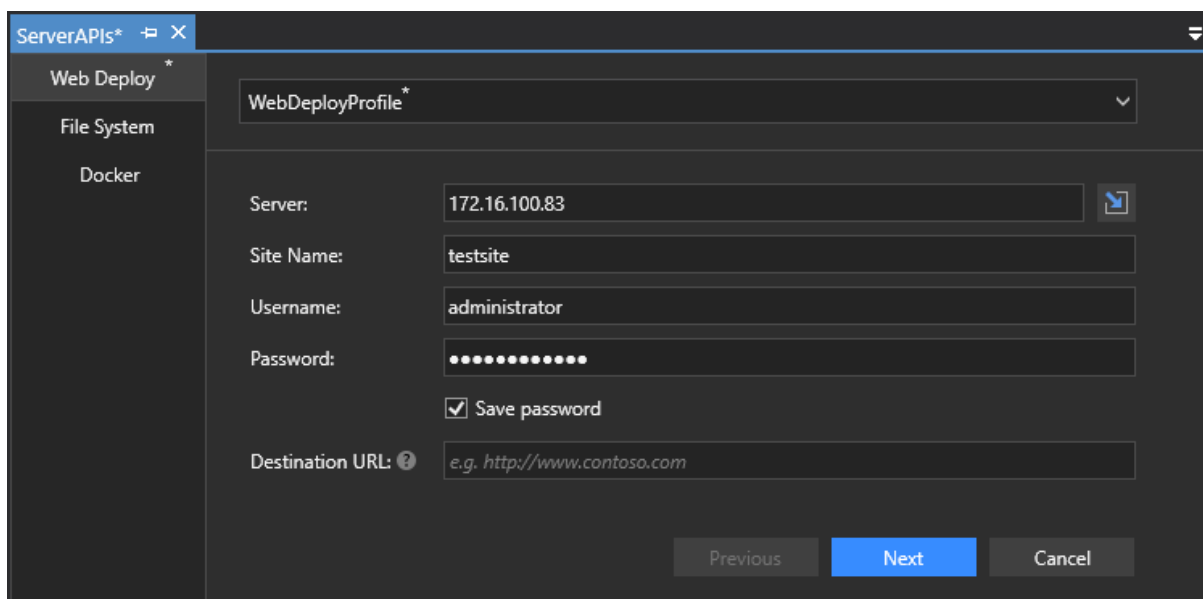 ServerAPIs*
Web Deploy *
File System
Docker
WebDeployProfile*
Server: 172.16.100.83
Site Name: testsite
Username: administrator
Password: ●●●●●●●●●●●●
Save password
Destination URL: ? e.g. http://www.contoso.com
Previous Next Cancel